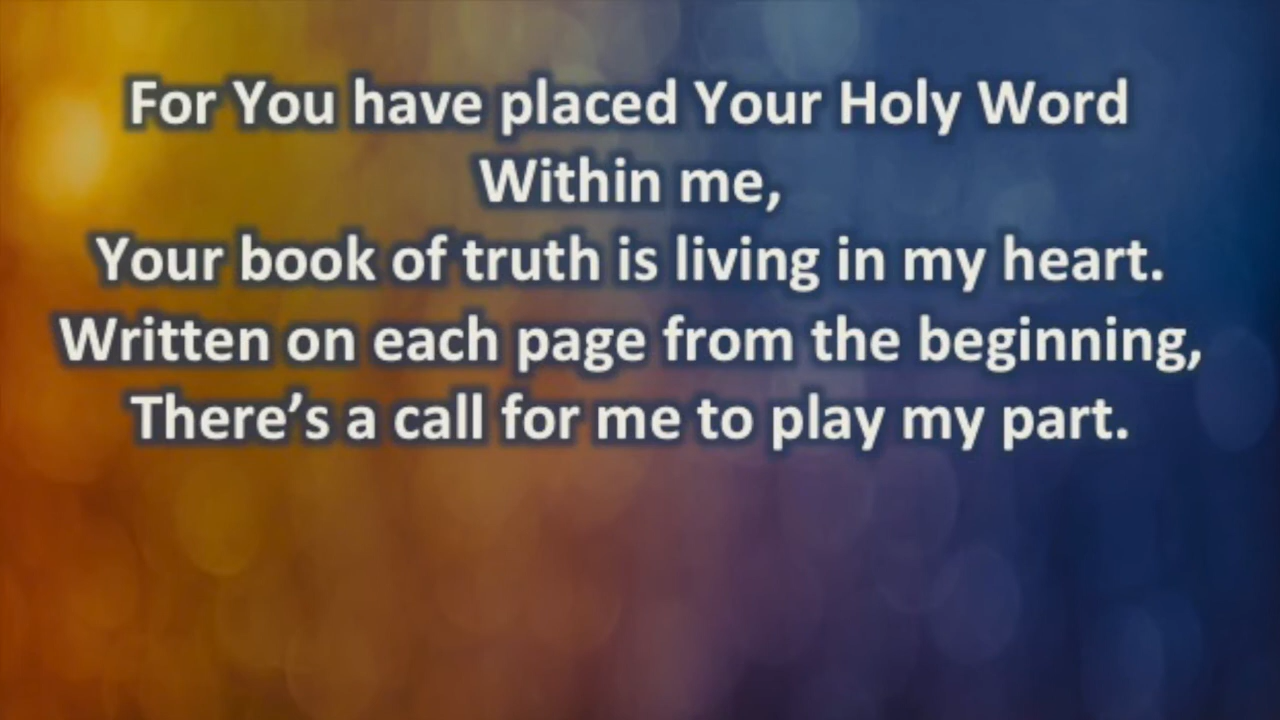 For You have placed Your Holy Word
Within me,
Your book of truth is living in my heart.
Written on each page from the beginning,
There’s a call for me to play my part.